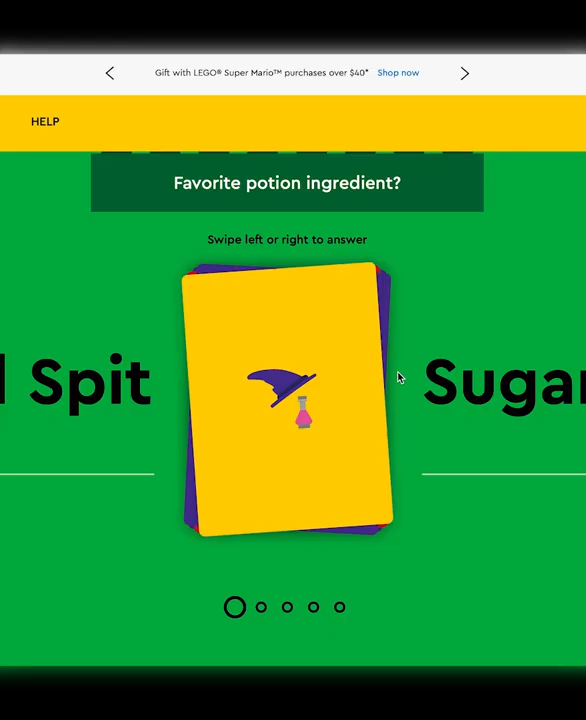 Gift with LEGO® Super Mario™ purchases over $40* Shop now
HELP
Favorite potion ingredient?
Swipe left or right to answer
Spit
Sugar